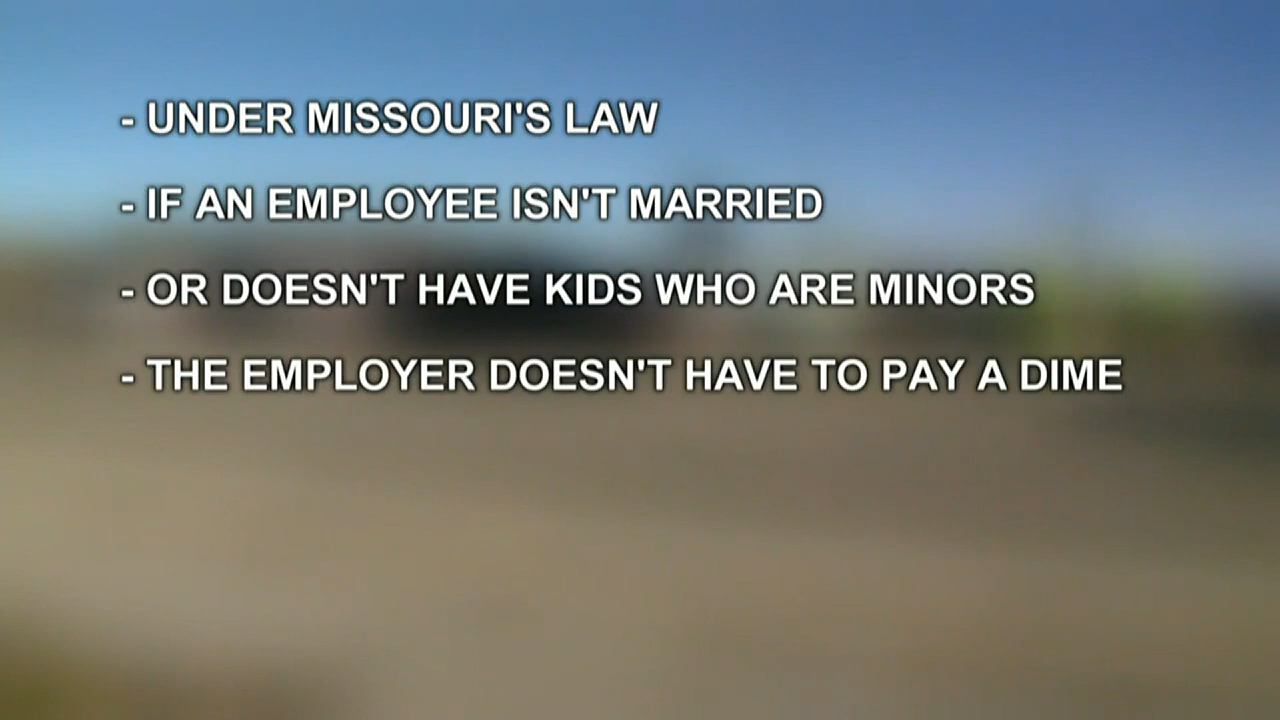 - UNDER MISSOURI'S LAW
- IF AN EMPLOYEE ISN'T MARRIED
- OR DOESN'T HAVE KIDS WHO ARE MINORS
- THE EMPLOYER DOESN'T HAVE TO PAY A DIME